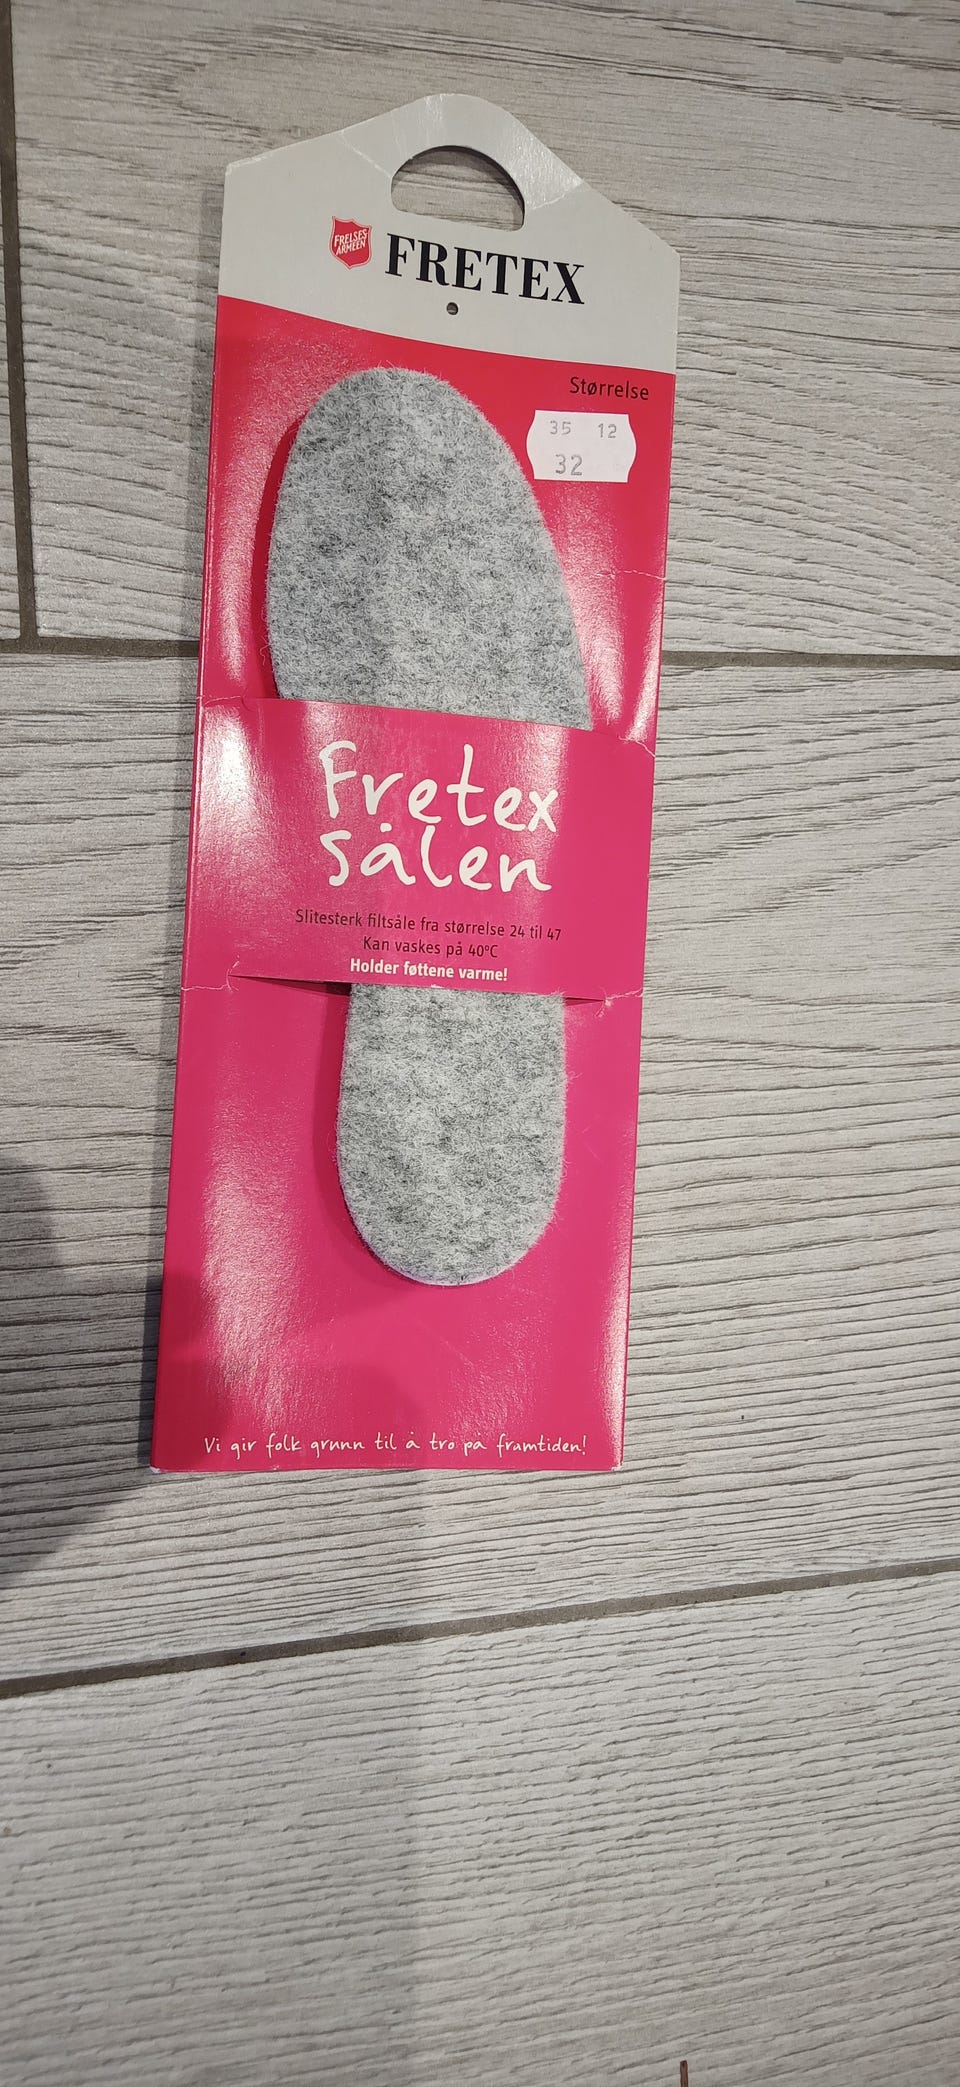 FRELSES
ARMEEN
FRETEX
Størrelse
35 12
32
Fretex
sålen
Slitesterk filtsåle fra størrelse 24 til 47
Kan vaskes på 40°C
Holder føttene varme!
Vi gir folk grunn til å tro på framtiden!